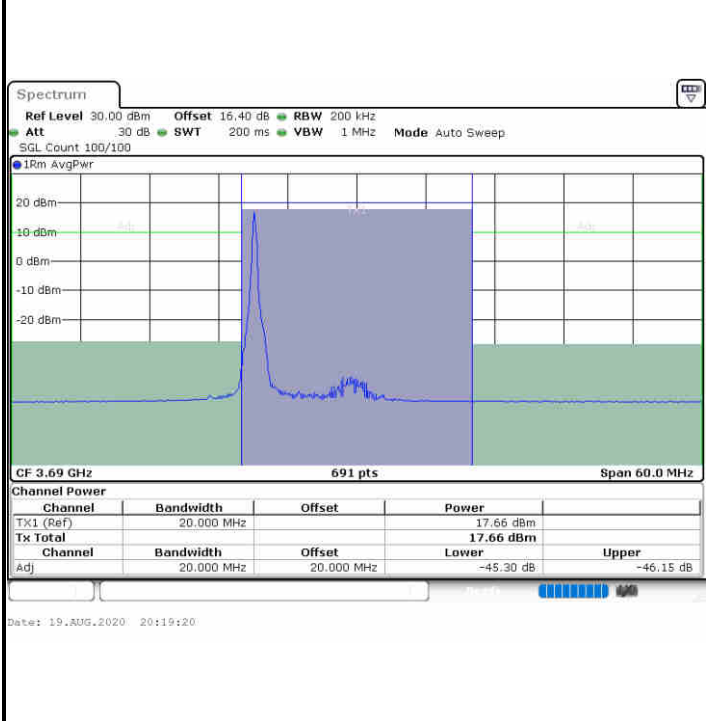 Spectrum
Ref Level 30.00 dBm Offset 16.40 dB RBW 200 kHz
Att 30 dB SWT 200 ms VBW 1 MHz Mode Auto Sweep
SGL Count 100/100
1Rm AvgPwr
20 dBm
TX1
Adj Adj
10 dBm
0 dBm
-10 dBm
-20 dBm
CF 3.69 GHz 691 pts Span 60.0 MHz
Channel Power
Channel Bandwidth Offset Power
TX1 (Ref) 20.000 MHz 17.66 dBm
Tx Total 17.66 dBm
Channel Bandwidth Offset Lower Upper
Adj 20.000 MHz 20.000 MHz -45.30 dB -46.15 dB
Date: 19.AUG.2020 20:19:20